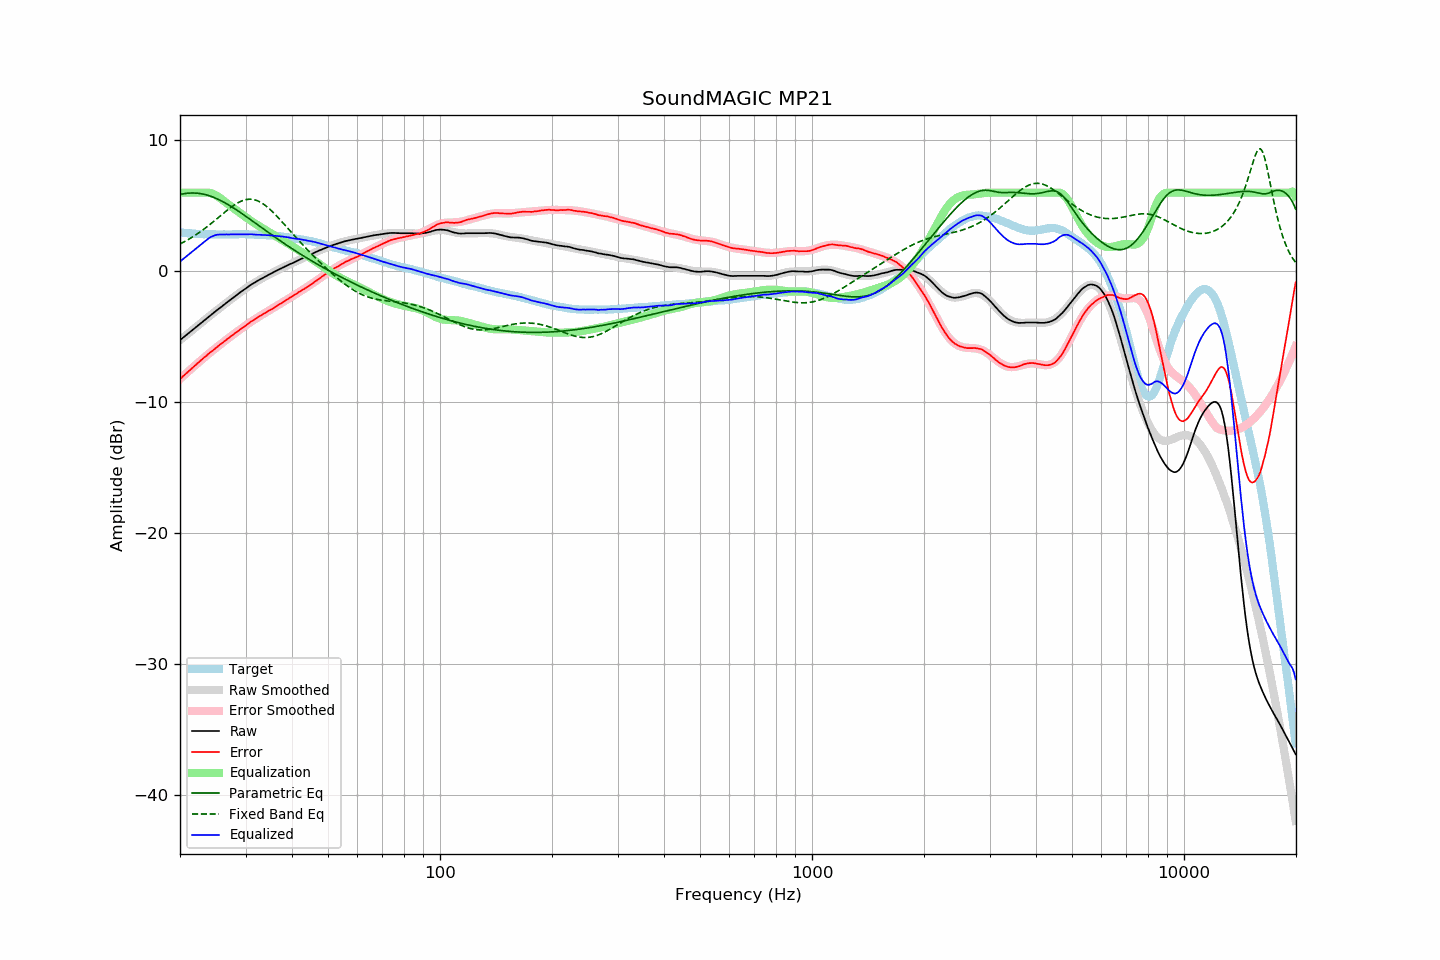 SoundMAGIC MP21
Amplitude (dBr)
10
0
−10
−20
−30
−40
Target
Raw Smoothed
Error Smoothed
Raw
Error
Equalization
Parametric Eq
Fixed Band Eq
Equalized
100
1000
10000
Frequency (Hz)